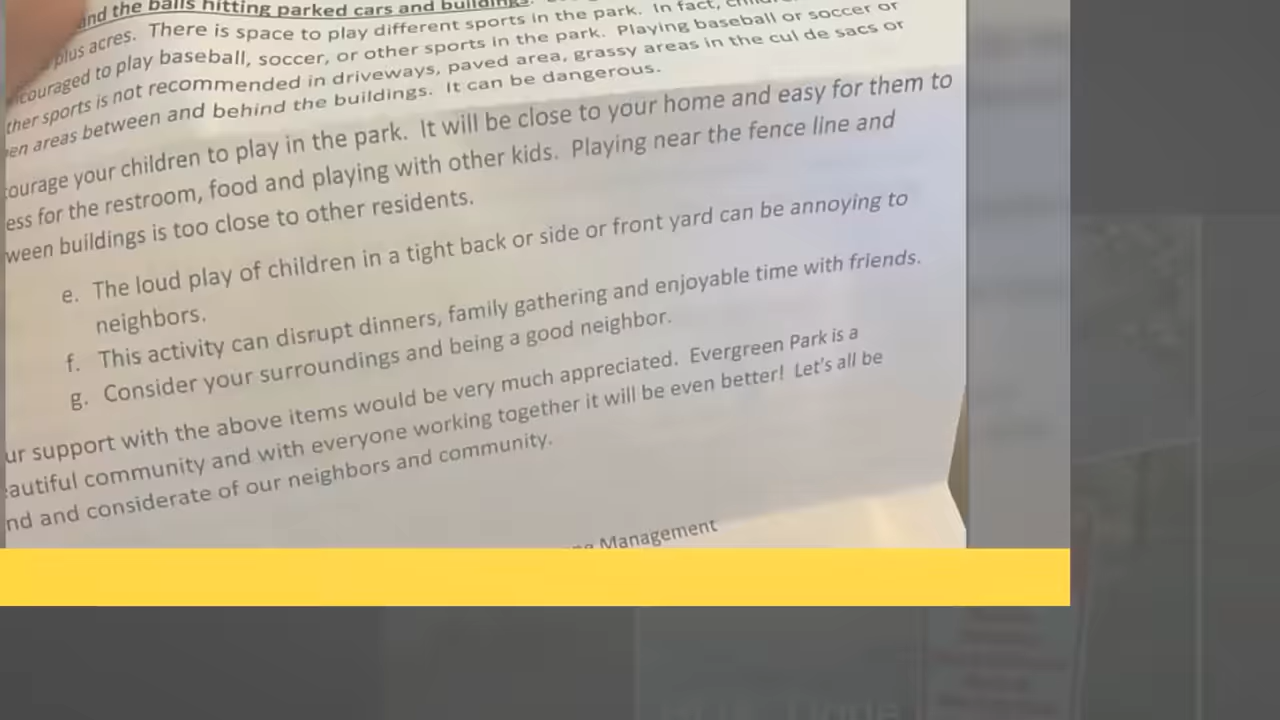 and the balls hitting parked cars and buildings.
plus acres. There is space to play different sports in the park. In fact,
couraged to play baseball, soccer, or other sports in the park. Playing baseball or soccer or
ther sports is not recommended in driveways, paved area, grassy areas in the cul de sacs or
en areas between and behind the buildings. It can be dangerous.
courage your children to play in the park. It will be close to your home and easy for them to
ess for the restroom, food and playing with other kids. Playing near the fence line and
ween buildings is too close to other residents.
e. The loud play of children in a tight back or side or front yard can be annoying to
neighbors.
f. This activity can disrupt dinners, family gathering and enjoyable time with friends.
g. Consider your surroundings and being a good neighbor.
ur support with the above items would be very much appreciated. Evergreen Park is a
eautiful community and with everyone working together it will be even better! Let's all be
nd and considerate of our neighbors and community.
Management